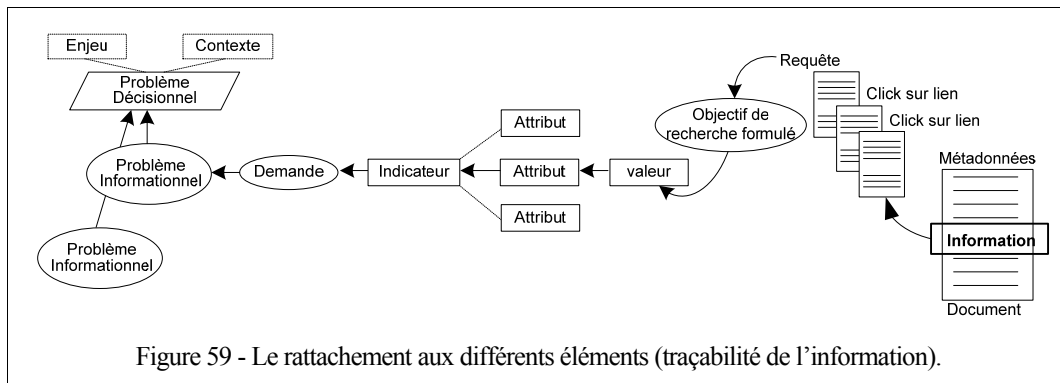 Enjeu
Contexte
Problème
Décisionnel
Problème
Informationnel
Problème
Informationnel
Demande
Indicateur
Attribut
Attribut
Attribut
valeur
Objectif de
recherche formulé
Requête
Click sur lien
Click sur lien
Métadonnées
Information
Document
Figure 59 - Le rattachement aux différents éléments (traçabilité de l'information).